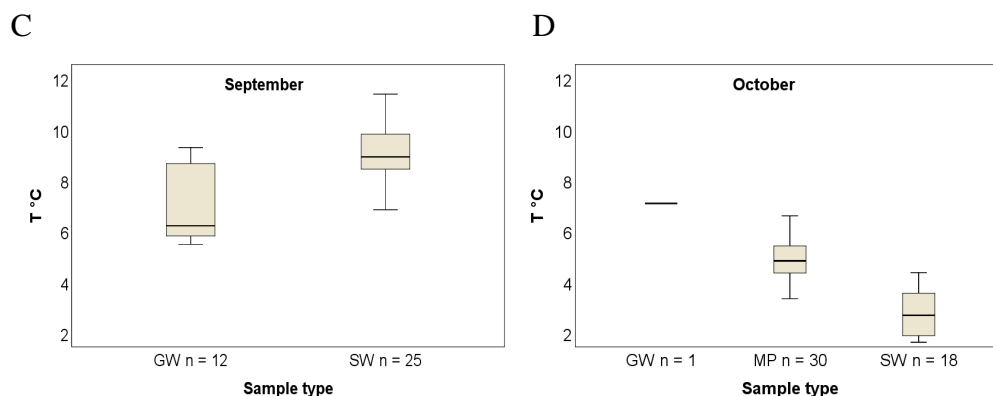 C
September
12
10
8
6
4
2
T °C
GW n = 12
SW n = 25
Sample type
D
October
12
10
8
6
4
2
T °C
GW n = 1
MP n = 30
SW n = 18
Sample type